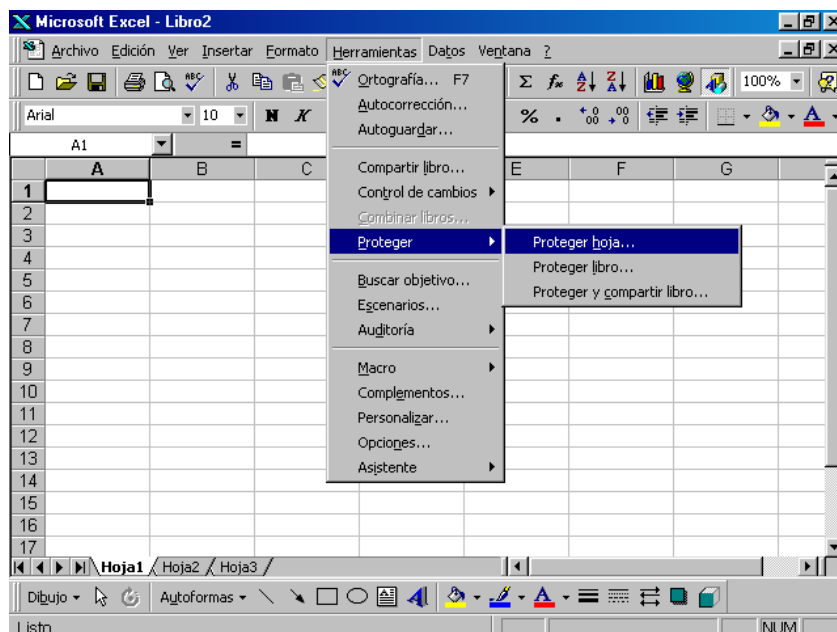 Microsoft Excel - Libro2
Archivo Edición Ver Insertar Formato Herramientas Datos Ventana ?
100%
Arial 10 N K %
A1 =
A B C E F G
1
2
3
4
5
6
7
8
9
10
11
12
13
14
15
16
17
Ortografía... F7
Autocorrección...
Autoguardar...
Compartir libro...
Control de cambios
Combinar libros...
Proteger
Buscar objetivo...
Escenarios...
Auditoría
Macro
Complementos...
Personalizar...
Opciones...
Asistente
Proteger hoja...
Proteger libro...
Proteger y compartir libro...
Hoja1 Hoja2 Hoja3
Dibujo Autoformas
Listo NUM